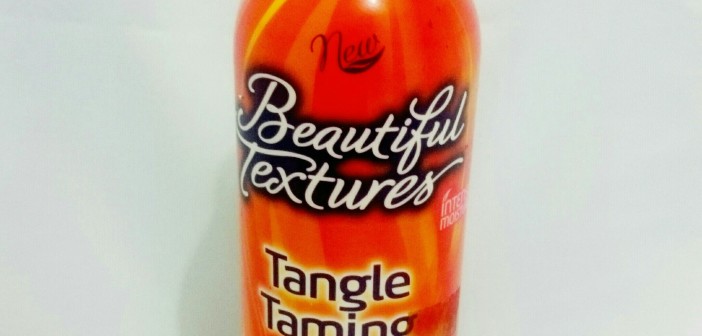 New
Beautiful
Textures
Tangle
Taming